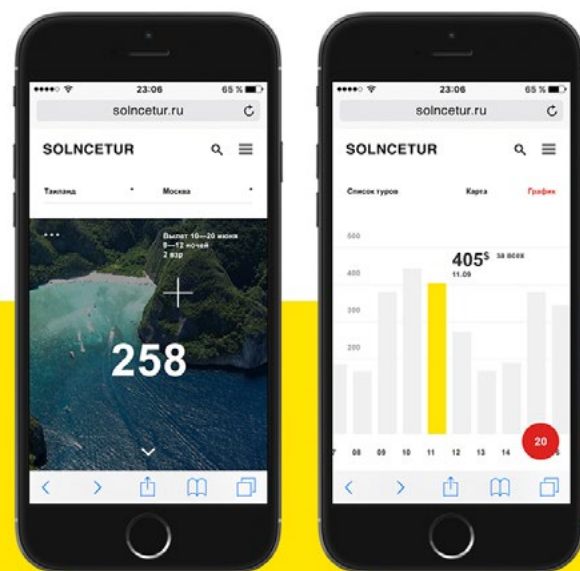 23:06
65 %
solncetur.ru
SOLNCETUR
Таиланд
Москва
Вылет 10—20 июня
9—12 ночей
2 взр
258
23:06
65 %
solncetur.ru
SOLNCETUR
Список туров
Карта
График
500
405$ за всех
11.09
400
300
200
7 08 09 10 11 12 13 14
20